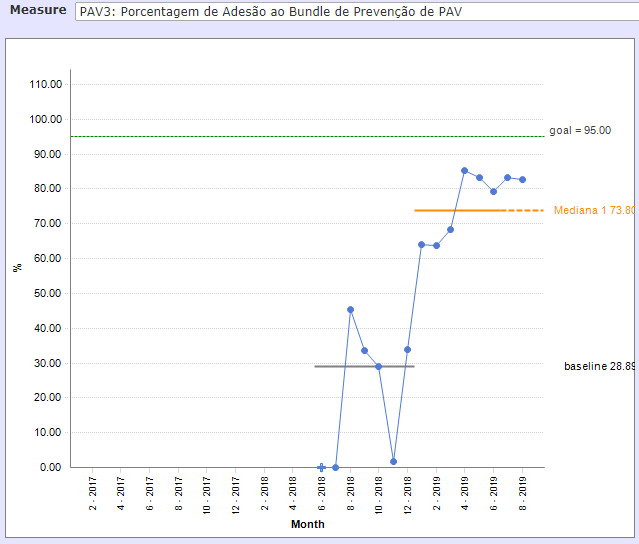 Measure PAV3: Porcentagem de Adesão ao Bundle de Prevenção de PAV
110.00
100.00
goal = 95.00
90.00
80.00
Mediana 1 73.80
70.00
60.00
%
50.00
40.00
30.00
baseline 28.89
20.00
10.00
0.00
2 - 2017
4 - 2017
6 - 2017
8 - 2017
10 - 2017
12 - 2017
2 - 2018
4 - 2018
6 - 2018
8 - 2018
10 - 2018
12 - 2018
2 - 2019
4 - 2019
6 - 2019
8 - 2019
Month